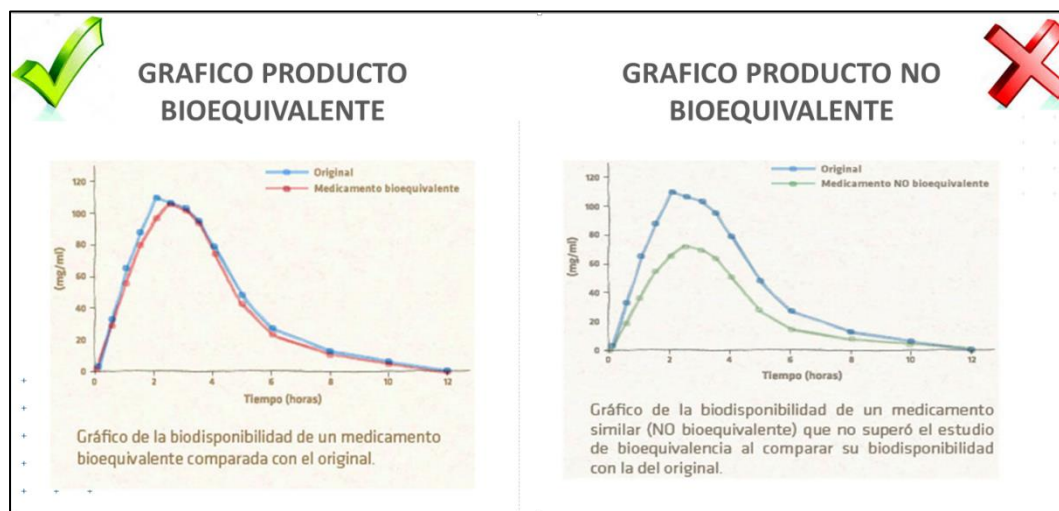 GRAFICO PRODUCTO
BIOEQUIVALENTE
Original
Medicamento bioequivalente
120
100
80
60
40
20
0
(mg/ml)
0
2
4
6
8
10
12
Tiempo (horas)
Gráfico de la biodisponibilidad de un medicamento
bioequivalente comparada con el original.
GRAFICO PRODUCTO NO
BIOEQUIVALENTE
Original
Medicamento NO bioequivalente
120
100
80
60
40
20
0
(mg/ml)
0
2
4
6
8
10
12
Tiempo (horas)
Gráfico de la biodisponibilidad de un medicamento
similar (NO bioequivalente) que no superó el estudio
de bioequivalencia al comparar su biodisponibilidad
con la del original.